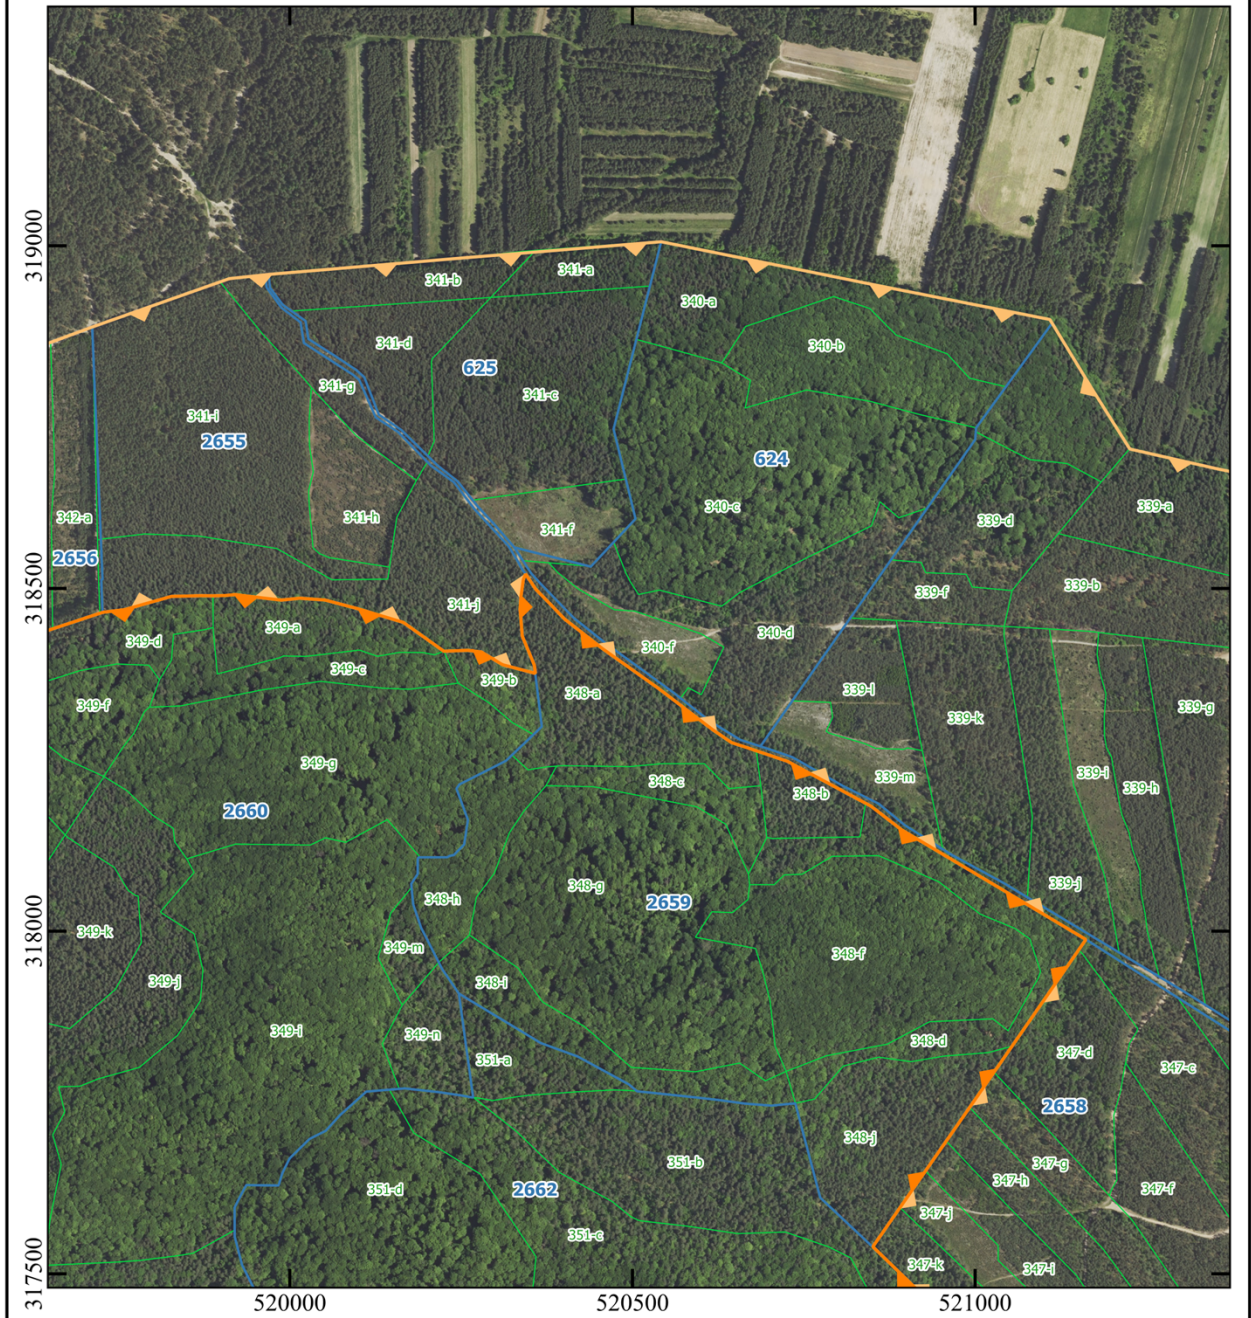 319000
341-b
341-a
340-a
341-d
340-b
625
341-g
341-c
341-i
2655
624
342-a
341-h
341-f
340-c
339-d
339-a
2656
339-b
339-f
318500
341-j
349-d
349-a
340-f
340-d
349-c
349-b
348-a
339-l
349-f
339-k
339-g
349-g
348-c
339-m
339-i
339-h
348-b
2660
348-g
348-h
2659
339-j
318000
349-k
349-m
348-f
349-j
348-i
349-i
349-n
348-d
351-a
347-d
347-c
2658
348-j
351-b
347-g
347-h
351-d
2662
347-f
347-j
351-c
347-k
347-i
317500
520000
520500
521000